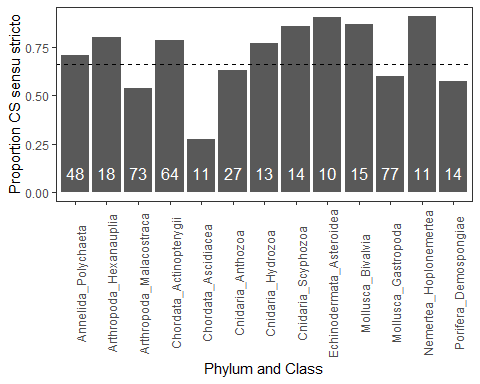 Proportion CS sensu stricto
0.75
0.50
0.25
0.00
48 18 73 64 11 27 13 14 10 15 77 11 14
Annelida_Polychaeta
Arthropoda_Hexanauplia
Arthropoda_Malacostraca
Chordata_Actinopterygii
Chordata_Ascidiacea
Cnidaria_Anthozoa
Cnidaria_Hydrozoa
Cnidaria_Scyphozoa
Echinodermata_Asteroidea
Mollusca_Bivalvia
Mollusca_Gastropoda
Nemertea_Hoplonemertea
Porifera_Demospongiae
Phylum and Class